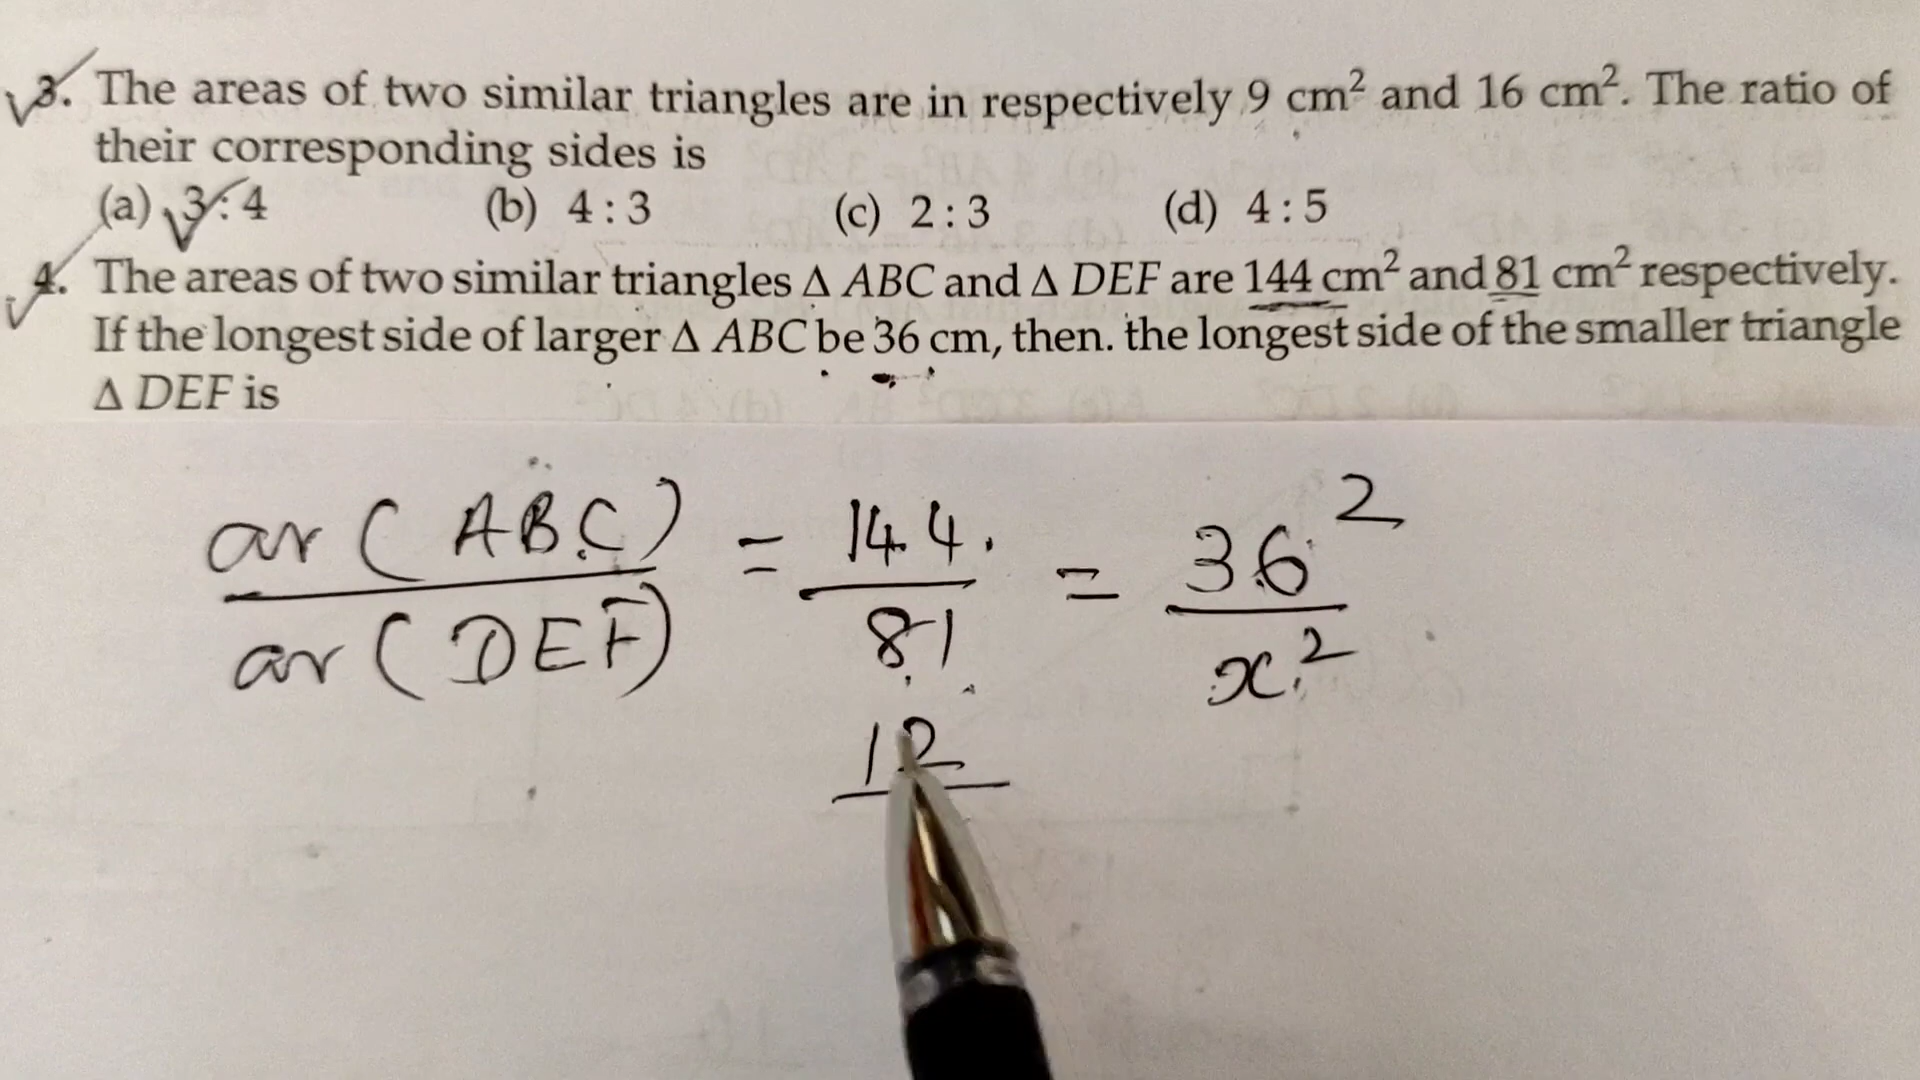 3. The areas of two similar triangles are in respectively 9 cm² and 16 cm². The ratio of
their corresponding sides is
(a) 3 : 4 (b) 4 : 3 (c) 2 : 3 (d) 4 : 5
4. The areas of two similar triangles Δ ABC and Δ DEF are 144 cm² and 81 cm² respectively.
If the longest side of larger Δ ABC be 36 cm, then. the longest side of the smaller triangle
Δ DEF is
ar(ABC)/ar(DEF) = 144/81 = 36²/x²
12